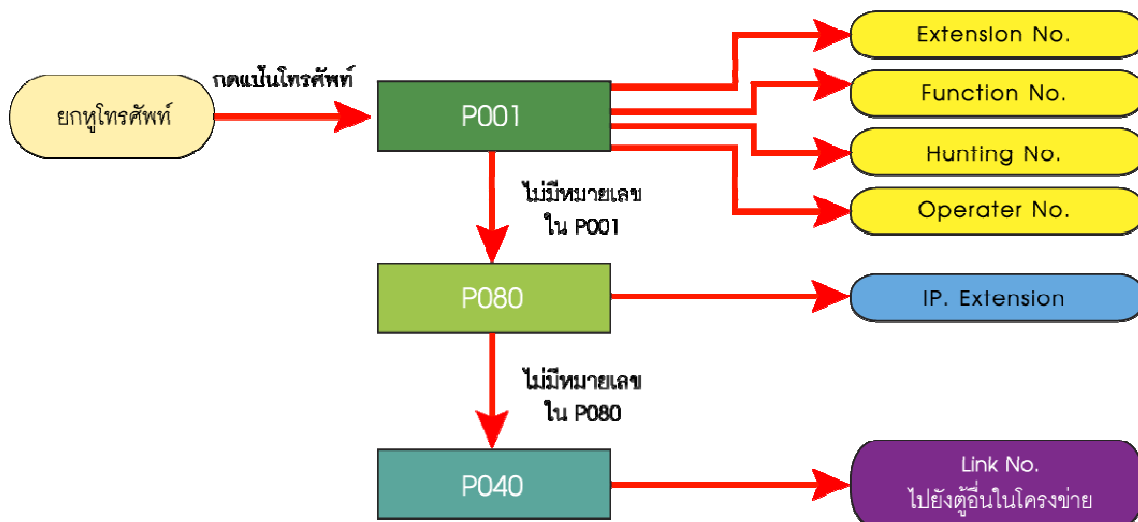 ยกหูโทรศัพท์
กดแป้นโทรศัพท์
P001
Extension No.
Function No.
Hunting No.
Operater No.
ไม่มีหมายเลข
ใน P001
P080
IP. Extension
ไม่มีหมายเลข
ใน P080
P040
Link No.
ไปยังตู้อื่นในโครงข่าย